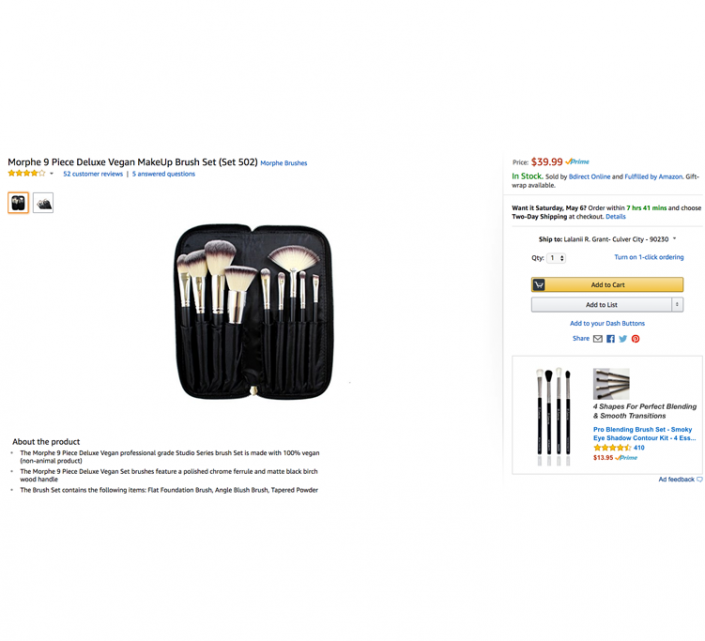 Morphe 9 Piece Deluxe Vegan MakeUp Brush Set (Set 502) Morphe Brushes
52 customer reviews | 5 answered questions
About the product
The Morphe 9 Piece Deluxe Vegan professional grade Studio Series brush Set is made with 100% vegan
(non-animal product)
The Morphe 9 Piece Deluxe Vegan Set brushes feature a polished chrome ferrule and matte black birch
wood handle
The Brush Set contains the following items: Flat Foundation Brush, Angle Blush Brush, Tapered Powder
Price: $39.99 Prime
In Stock. Sold by Bdirect Online and Fulfilled by Amazon. Gift-
wrap available.
Want it Saturday, May 6? Order within 7 hrs 41 mins and choose
Two-Day Shipping at checkout. Details
Ship to: Lalanii R. Grant- Culver City - 90230
Qty: 1
Turn on 1-click ordering
Add to Cart
Add to List
Add to your Dash Buttons
Share
4 Shapes For Perfect Blending
& Smooth Transitions
Pro Blending Brush Set - Smoky
Eye Shadow Contour Kit - 4 Ess...
410
$13.95 Prime
Ad feedback